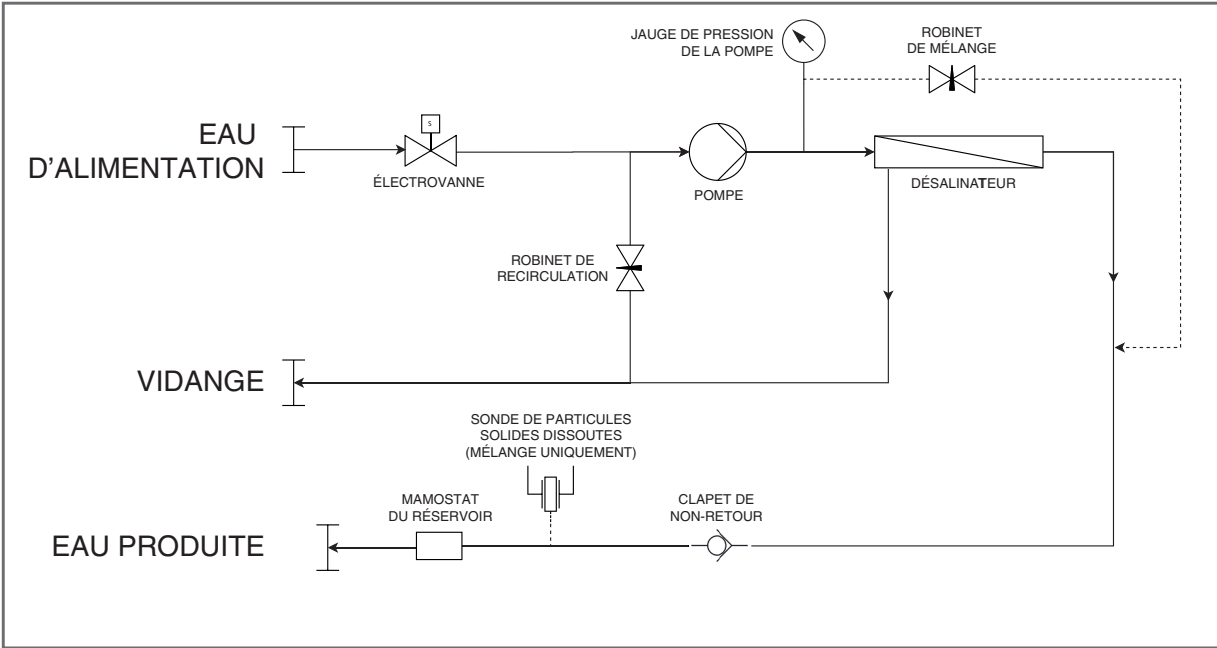 JAUGE DE PRESSION
DE LA POMPE
ROBINET
DE MÉLANGE
EAU
D'ALIMENTATION
S
ÉLECTROVANNE
POMPE
DÉSALINATEUR
ROBINET DE
RECIRCULATION
VIDANGE
SONDE DE PARTICULES
SOLIDES DISSOUTES
(MÉLANGE UNIQUEMENT)
MAMOSTAT
DU RÉSERVOIR
CLAPET DE
NON-RETOUR
EAU PRODUITE